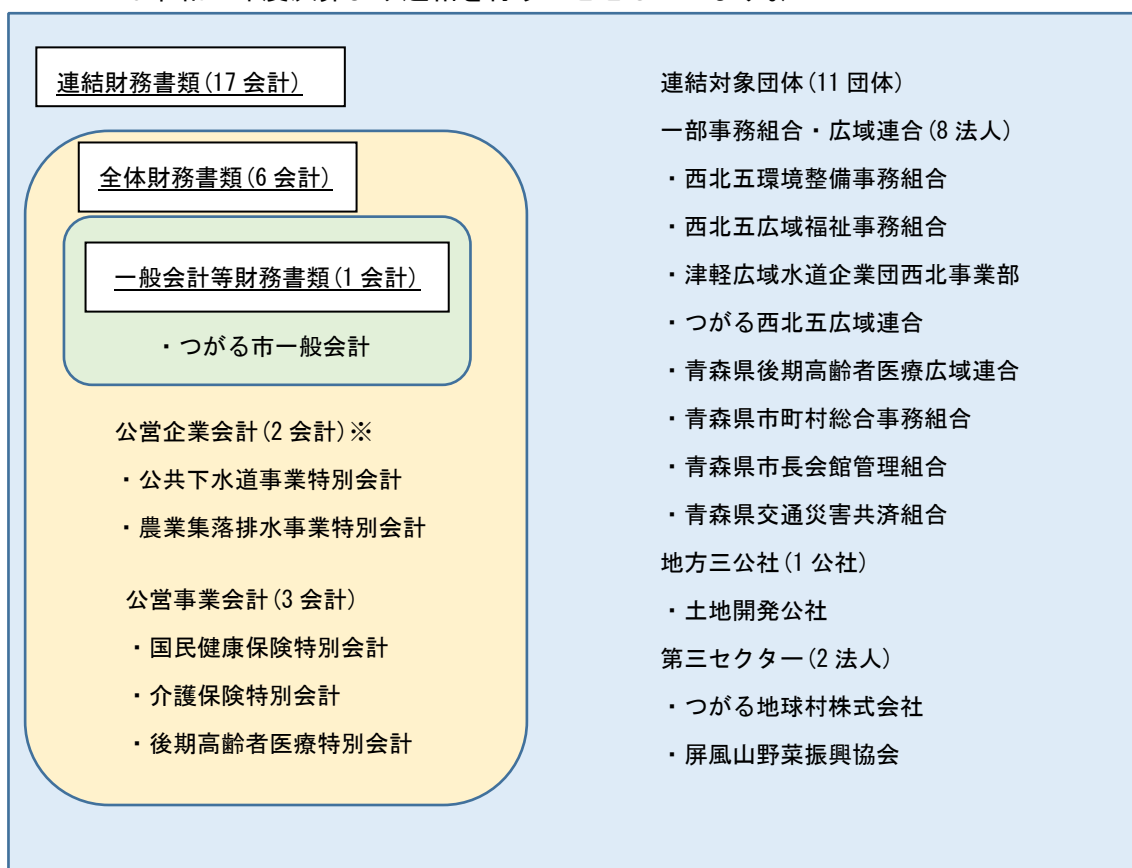 連結財務書類(17 会計)
全体財務書類(6 会計)
一般会計等財務書類(1 会計)
・つがる市一般会計
公営企業会計(2 会計)※
・公共下水道事業特別会計
・農業集落排水事業特別会計
公営事業会計(3 会計)
・国民健康保険特別会計
・介護保険特別会計
・後期高齢者医療特別会計
連結対象団体(11 団体)
一部事務組合・広域連合(8 法人)
・西北五環境整備事務組合
・西北五広域福祉事務組合
・津軽広域水道企業団西北事業部
・つがる西北五広域連合
・青森県後期高齢者医療広域連合
・青森県市町村総合事務組合
・青森県市長会館管理組合
・青森県交通災害共済組合
地方三公社(1 公社)
・土地開発公社
第三セクター(2 法人)
・つがる地球村株式会社
・屏風山野菜振興協会